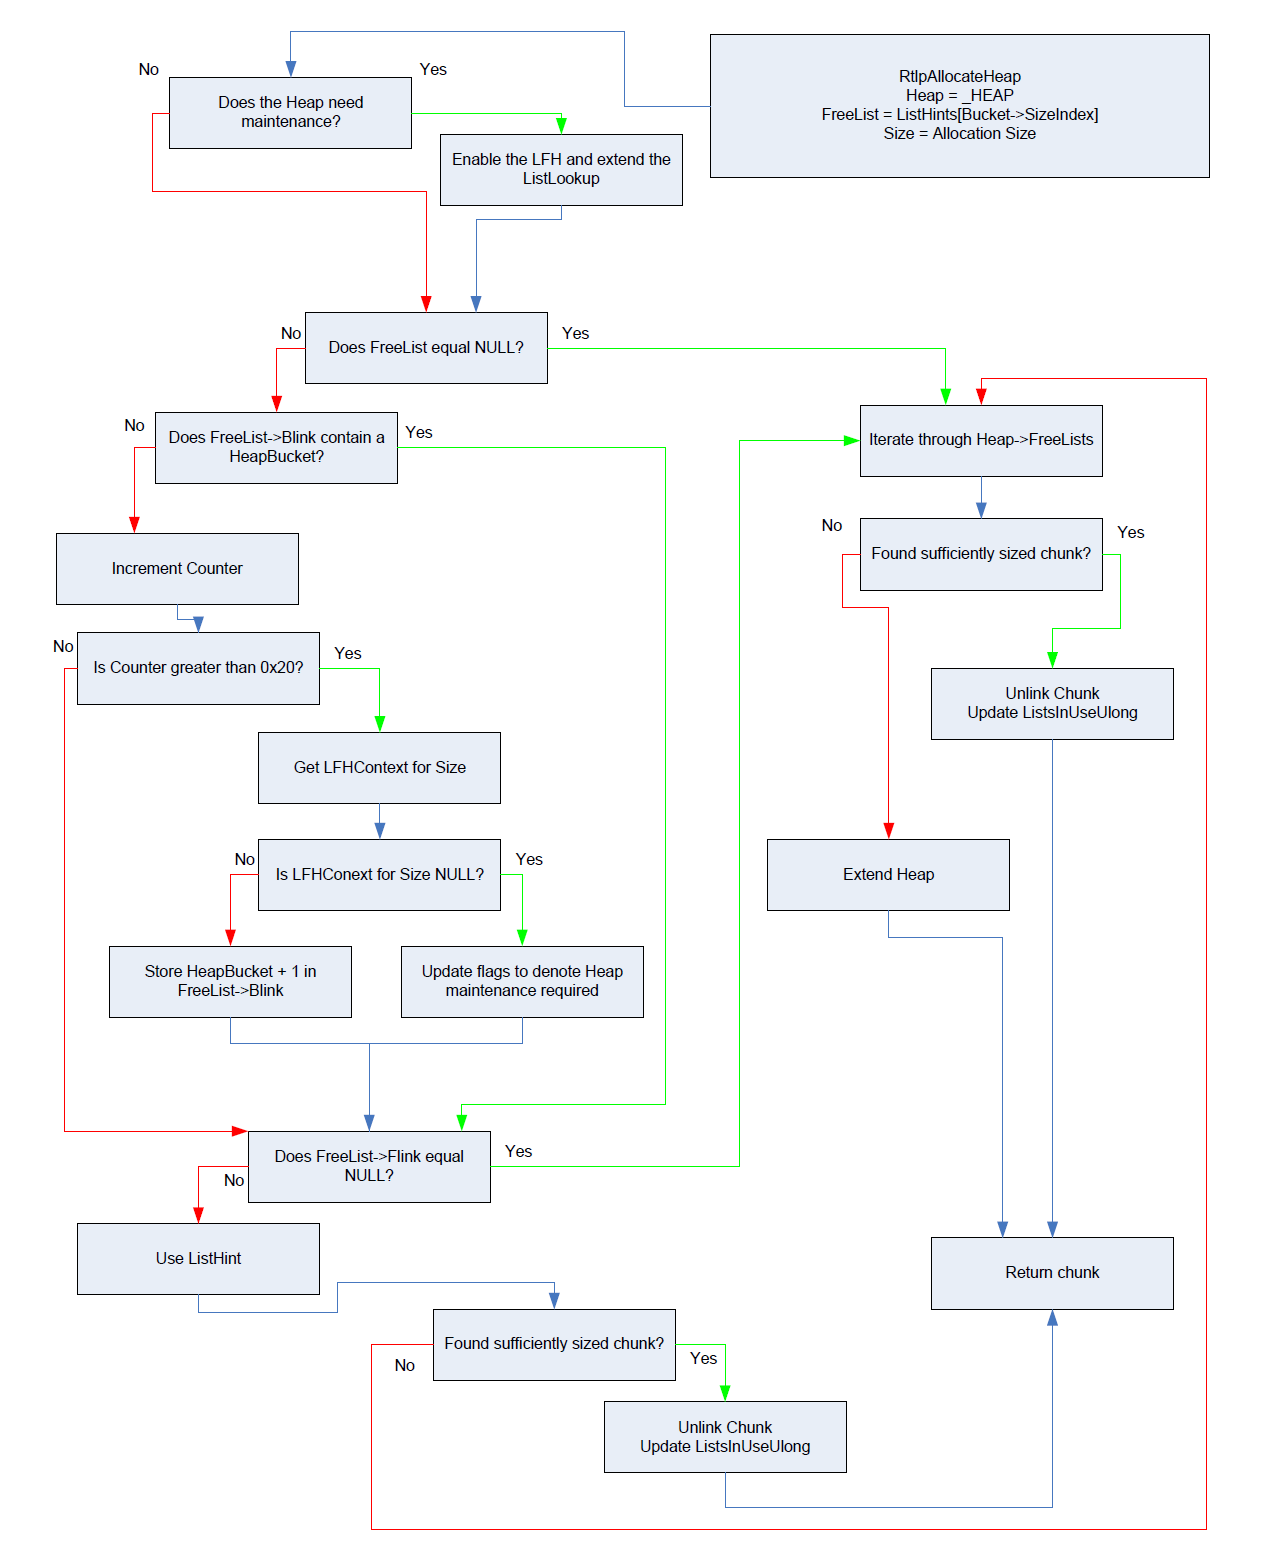 RtlpAllocateHeap
Heap = _HEAP
FreeList = ListHints[Bucket->SizeIndex]
Size = Allocation Size
No
Yes
Does the Heap need
maintenance?
Enable the LFH and extend the
ListLookup
No
Yes
Does FreeList equal NULL?
No
Yes
Does FreeList->Blink contain a
HeapBucket?
Iterate through Heap->FreeLists
No
Yes
Found sufficiently sized chunk?
Increment Counter
No
Yes
Is Counter greater than 0x20?
Unlink Chunk
Update ListsInUseUlong
Get LFHContext for Size
No
Yes
Is LFHConext for Size NULL?
Extend Heap
Store HeapBucket + 1 in
FreeList->Blink
Update flags to denote Heap
maintenance required
Does FreeList->Flink equal
NULL?
Yes
No
Use ListHint
Return chunk
Found sufficiently sized chunk?
No
Yes
Unlink Chunk
Update ListsInUseUlong